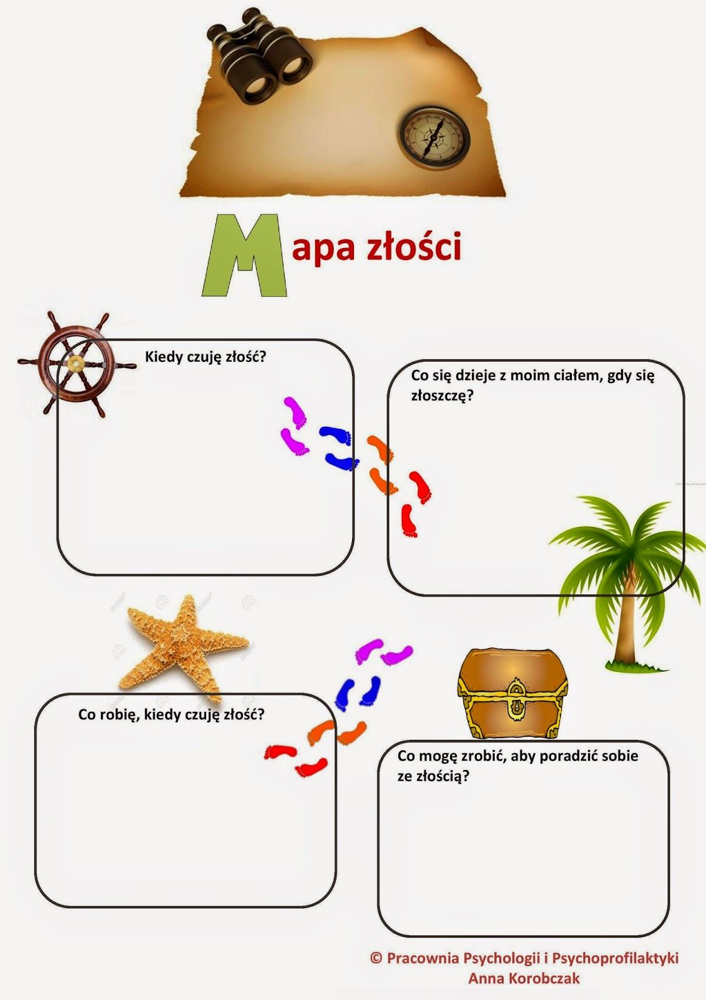 Mapa złości
Kiedy czuję złość?
Co się dzieje z moim ciałem, gdy się
złoszczę?
Co robię, kiedy czuję złość?
Co mogę zrobić, aby poradzić sobie
ze złością?
© Pracownia Psychologii i Psychoprofilaktyki
Anna Korobczak